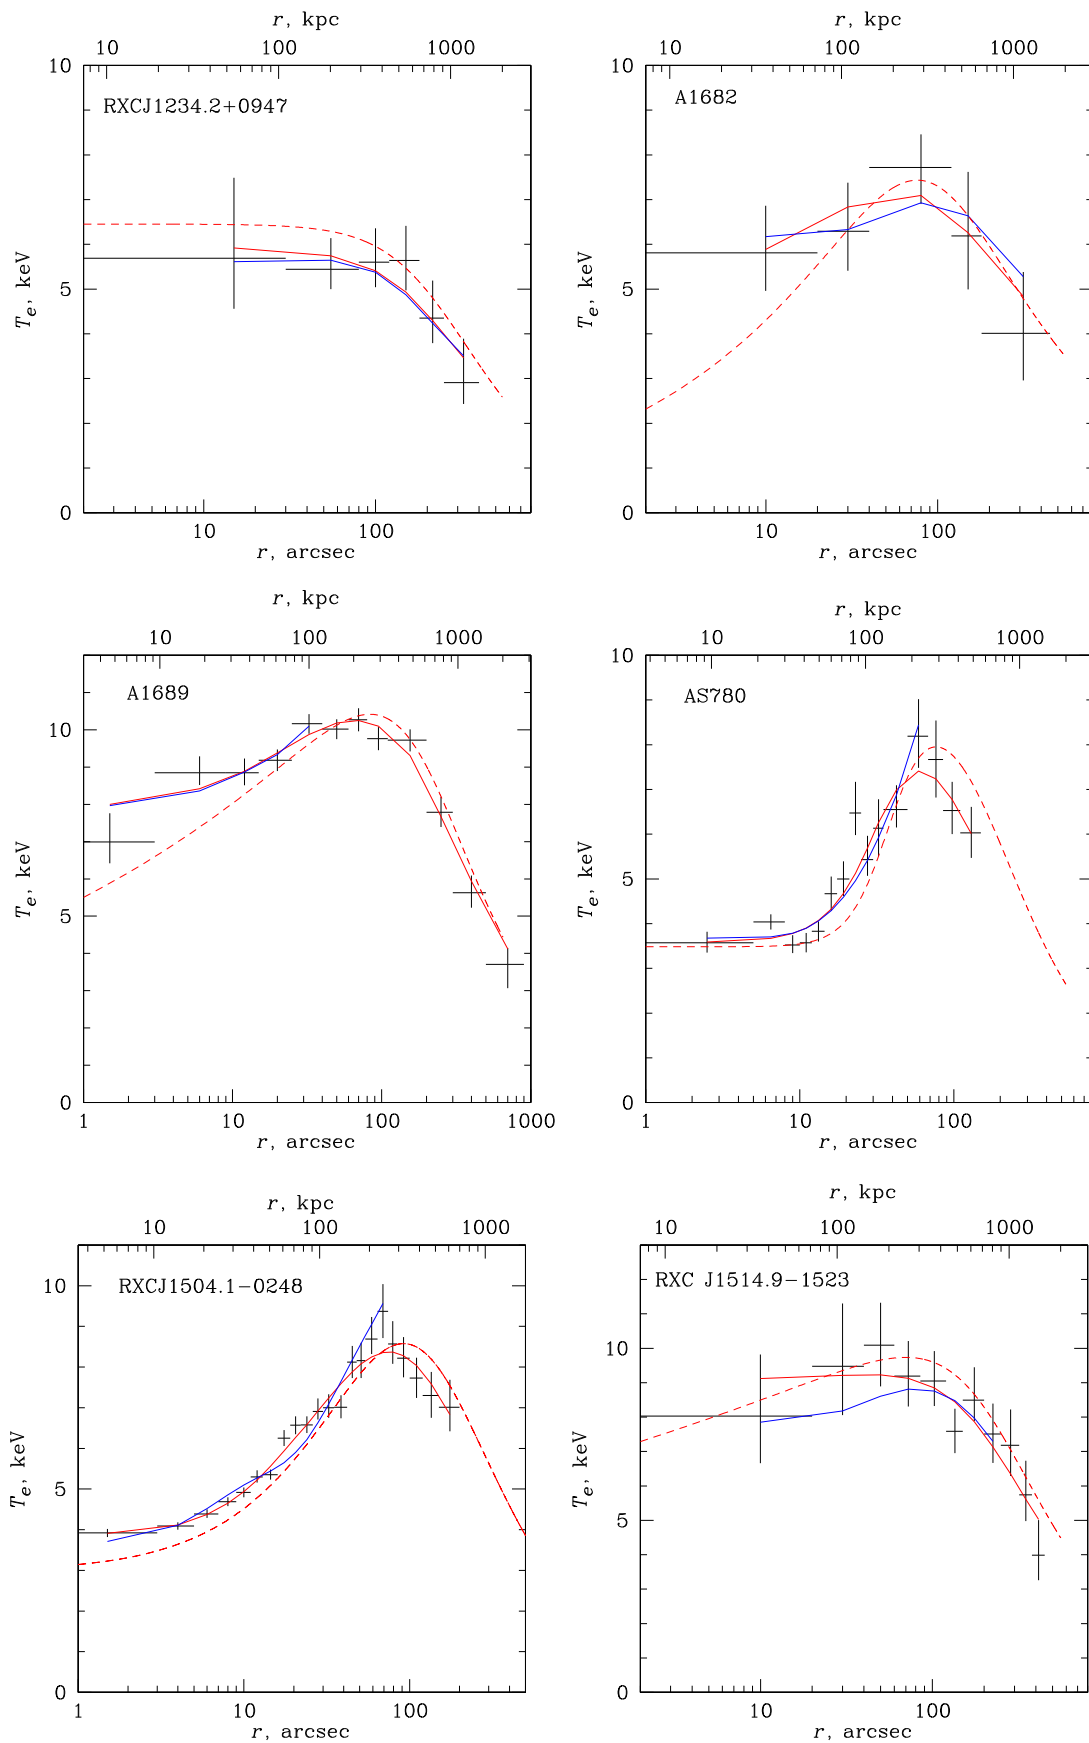 r, kpc
10 100 1000
10
RXCJ1234.2+0947
5
T_e, keV
0
10 100
r, arcsec
r, kpc
10 100 1000
10
A1682
5
T_e, keV
0
10 100
r, arcsec
r, kpc
10 100 1000
A1689
10
5
T_e, keV
0
1 10 100 1000
r, arcsec
r, kpc
10 100 1000
10
AS780
5
T_e, keV
0
1 10 100
r, arcsec
r, kpc
10 100 1000
10
RXCJ1504.1−0248
5
T_e, keV
0
1 10 100
r, arcsec
r, kpc
10 100 1000
RXC J1514.9−1523
10
5
T_e, keV
0
10 100
r, arcsec